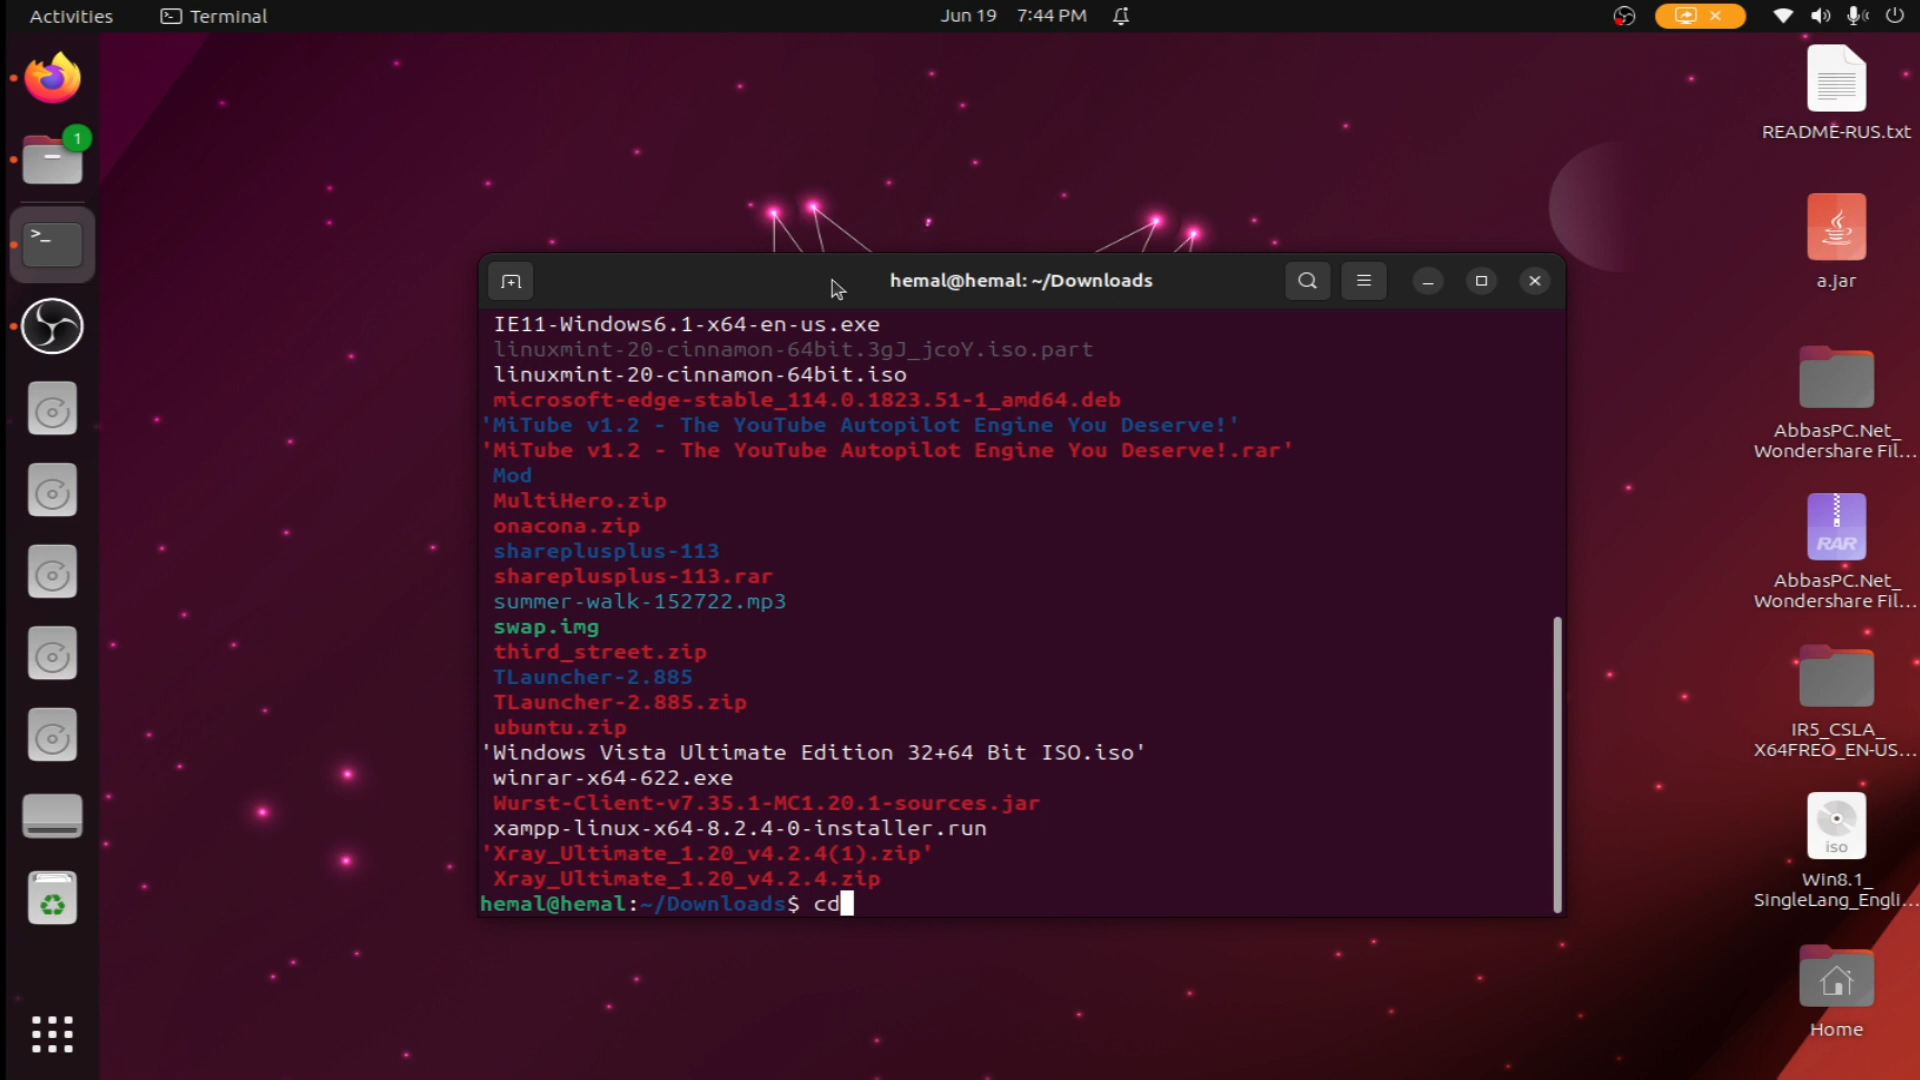 Activities
Terminal
Jun 19 7:44 PM
1
>_
hemal@hemal: ~/Downloads
IE11-Windows6.1-x64-en-us.exe
linuxmint-20-cinnamon-64bit.3gJ_jcoY.iso.part
linuxmint-20-cinnamon-64bit.iso
microsoft-edge-stable_114.0.1823.51-1_amd64.deb
'MiTube v1.2 - The YouTube Autopilot Engine You Deserve!'
'MiTube v1.2 - The YouTube Autopilot Engine You Deserve!.rar'
Mod
MultiHero.zip
onacona.zip
shareplusplus-113
shareplusplus-113.rar
summer-walk-152722.mp3
swap.img
third_street.zip
TLauncher-2.885
TLauncher-2.885.zip
ubuntu.zip
'Windows Vista Ultimate Edition 32+64 Bit ISO.iso'
winrar-x64-622.exe
Wurst-Client-v7.35.1-MC1.20.1-sources.jar
xampp-linux-x64-8.2.4-0-installer.run
'Xray_Ultimate_1.20_v4.2.4(1).zip'
Xray_Ultimate_1.20_v4.2.4.zip
hemal@hemal:~/Downloads$ cd
README-RUS.txt
a.jar
AbbasPC.Net_
Wondershare FIl...
RAR
AbbasPC.Net_
Wondershare FIl...
IR5_CSLA_
X64FREO_EN-US...
iso
Win8.1_
SingleLang_Engli...
Home